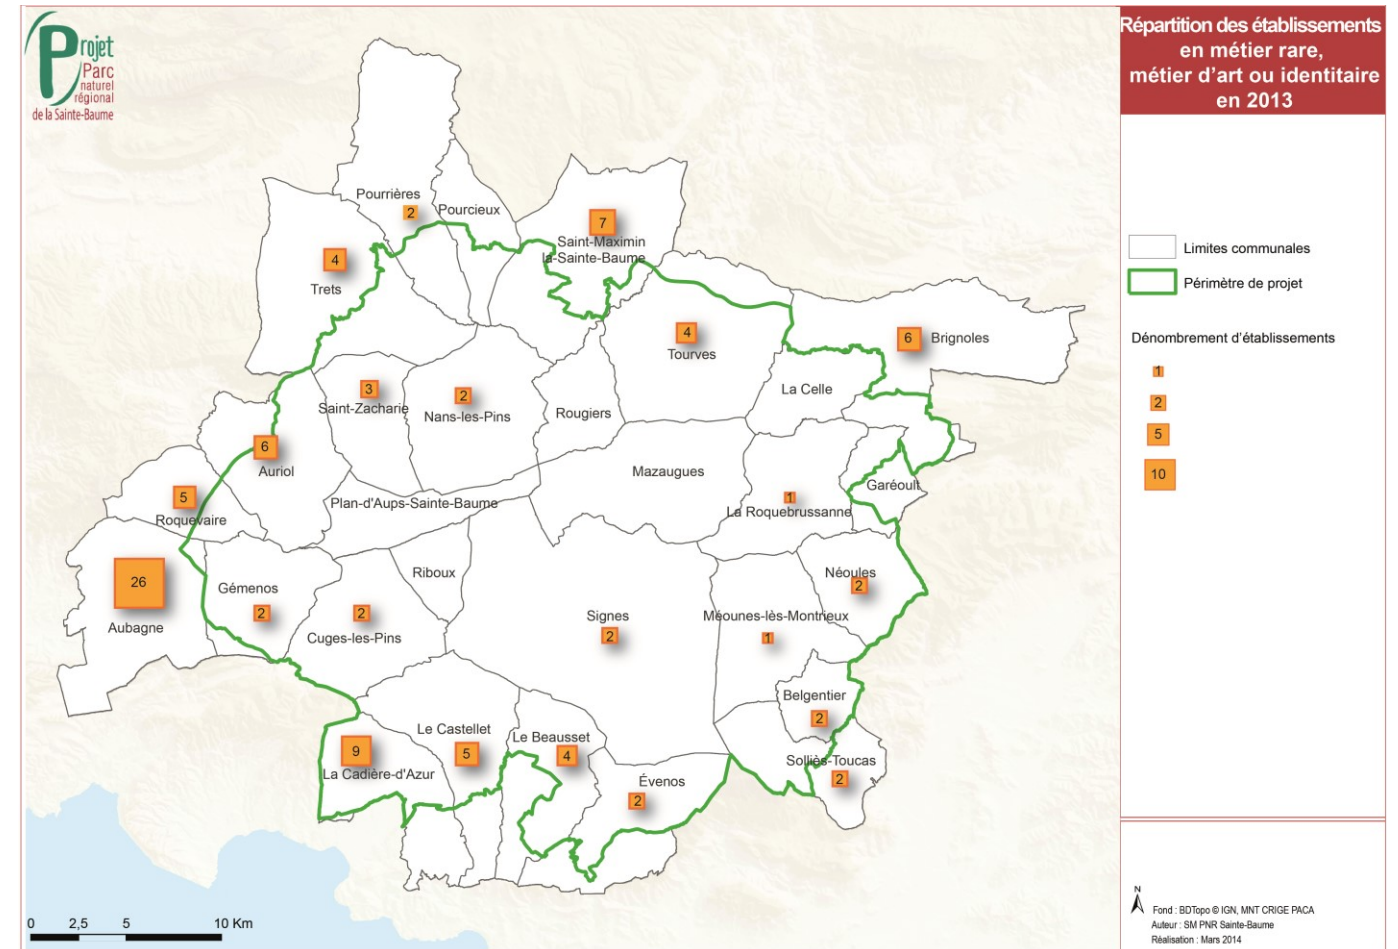 Projet
Parc
naturel
régional
de la Sainte-Baume
Répartition des établissements
en métier rare,
métier d'art ou identitaire
en 2013
Limites communales
Périmètre de projet
Dénombrement d'établissements
1
2
5
10
Pourrières
2
Pourcieux
7
Saint-Maximin
la-Sainte-Baume
4
Trets
4
Tourves
6
Brignoles
3
Saint-Zacharie
2
Nans-les-Pins
Rougiers
La Celle
6
Auriol
Mazaugues
Garéoult
5
Roquevaire
Plan-d'Aups-Sainte-Baume
1
La Roquebrussanne
26
Aubagne
Gémenos
2
Riboux
2
Cuges-les-Pins
Signes
2
Néoules
2
Méounes-lès-Montrieux
1
Belgentier
2
9
La Cadière-d'Azur
Le Castellet
5
Le Beausset
4
Évenos
2
Solliès-Toucas
2
0 2,5 5 10 Km
N
Fond : BDTopo © IGN, MNT CRIGE PACA
Auteur : SM PNR Sainte-Baume
Réalisation : Mars 2014